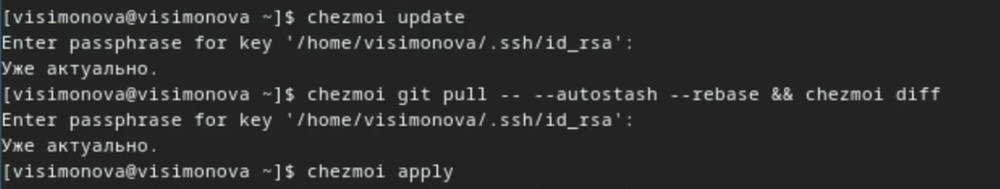 [visimonova@visimonova ~]$ chezmoi update
Enter passphrase for key '/home/visimonova/.ssh/id_rsa':
Уже актуально.
[visimonova@visimonova ~]$ chezmoi git pull -- --autostash --rebase && chezmoi diff
Enter passphrase for key '/home/visimonova/.ssh/id_rsa':
Уже актуально.
[visimonova@visimonova ~]$ chezmoi apply